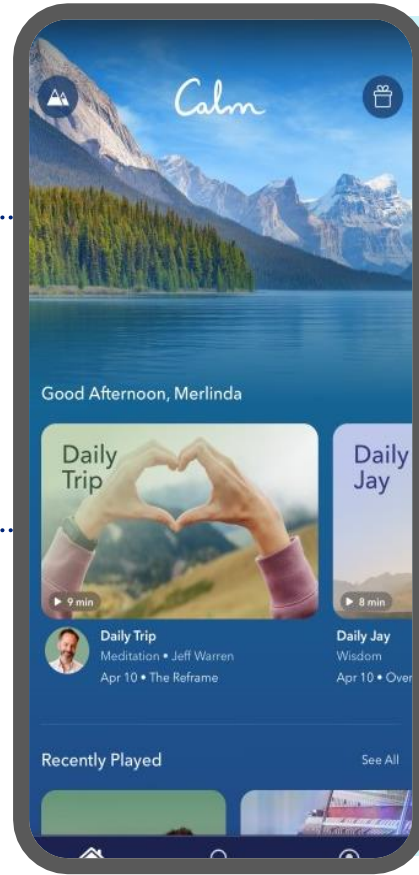 Calm
Good Afternoon, Merlinda
Daily
Trip
9 min
Daily
Jay
8 min
Daily Trip
Meditation • Jeff Warren
Apr 10 • The Reframe
Daily Jay
Wisdom
Apr 10 • Over
Recently Played
See All